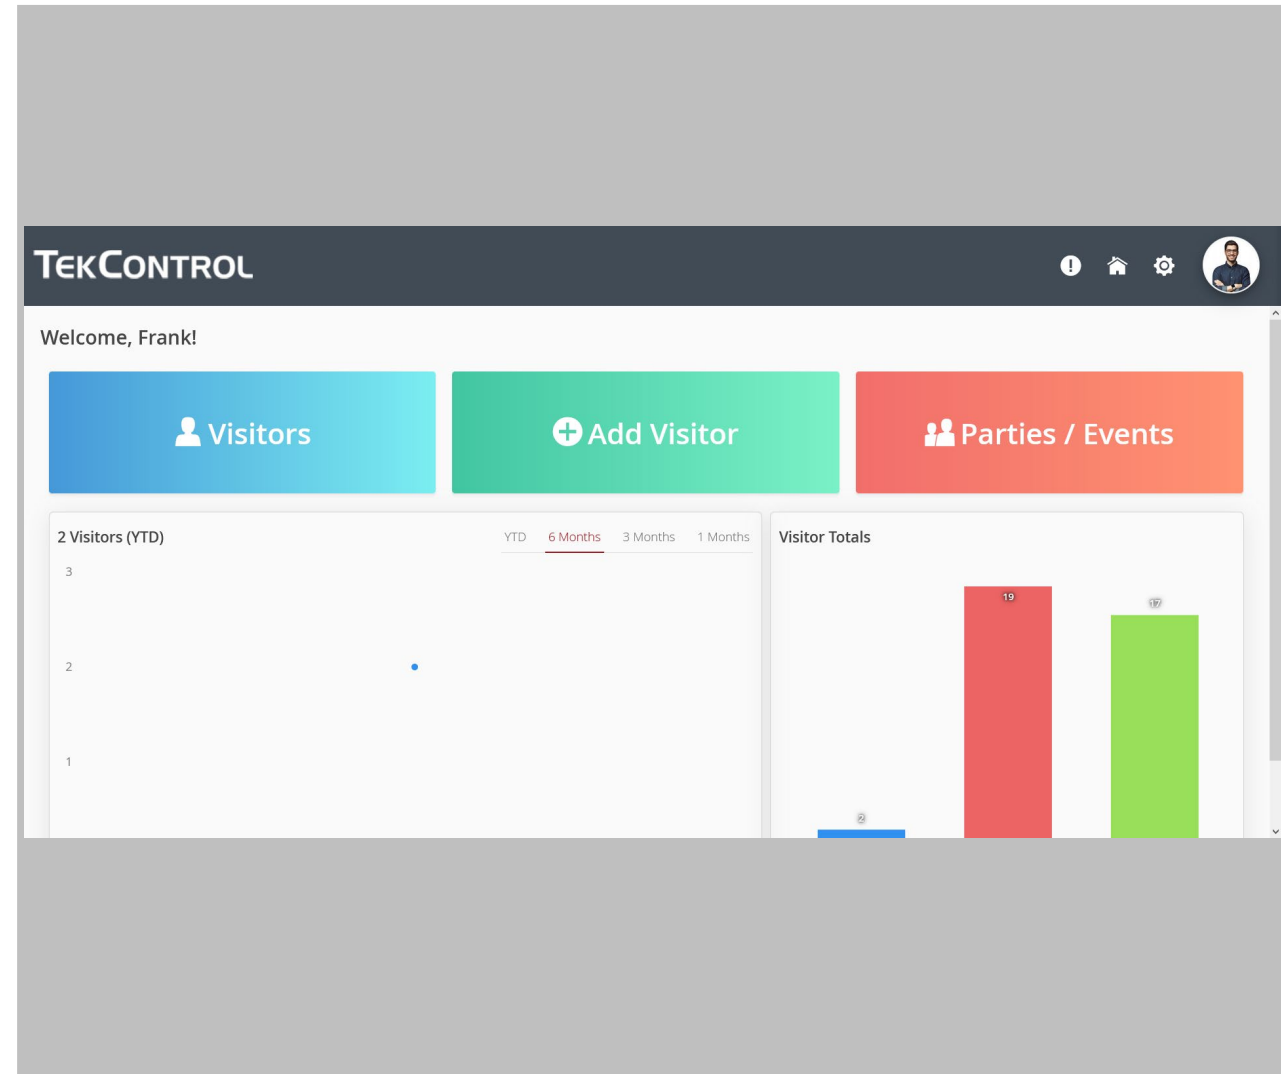 TEKCONTROL
Welcome, Frank!
Visitors
Add Visitor
Parties / Events
2 Visitors (YTD)
YTD 6 Months 3 Months 1 Months
3
2
1
Visitor Totals
19
17
2